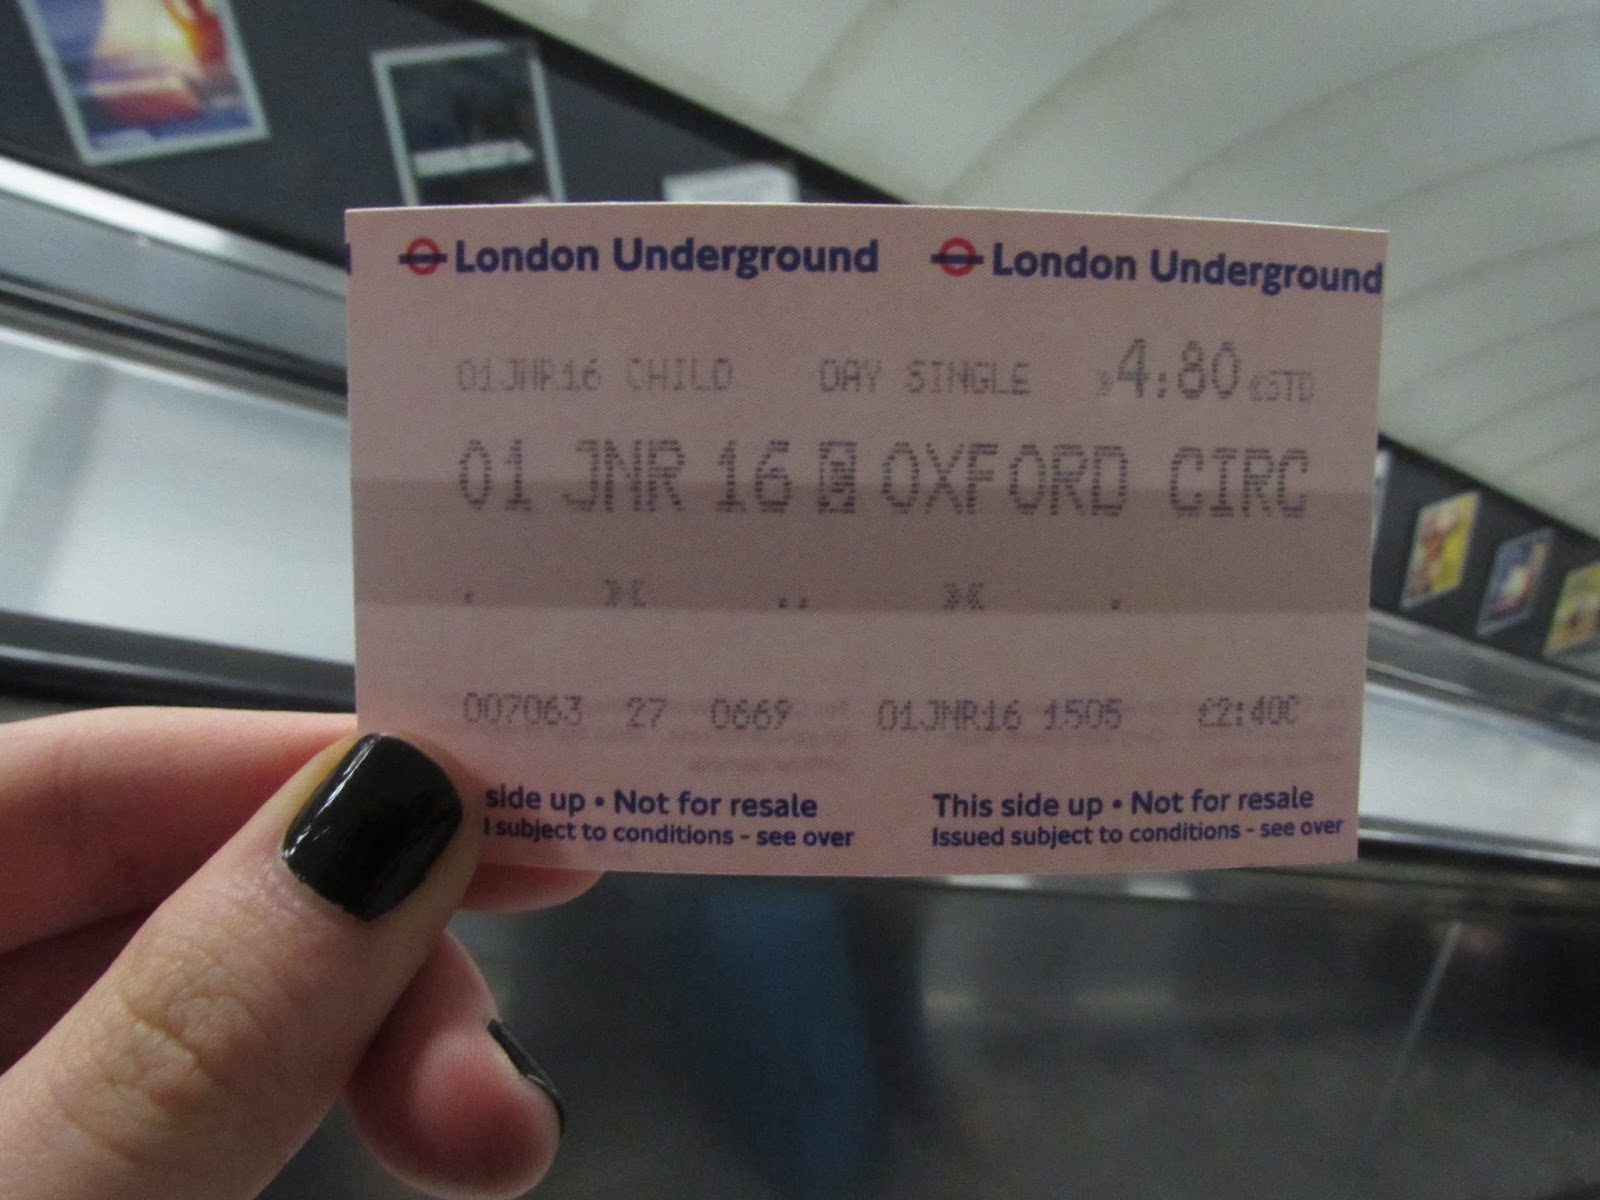 London Underground London Underground
01JNR16 CHILD DAY SINGLE 4:80 £STD
01 JNR 16 OXFORD CIRC
007063 27 0669 01JNR16 1505 £2:40C
side up • Not for resale This side up • Not for resale
subject to conditions - see over Issued subject to conditions - see over